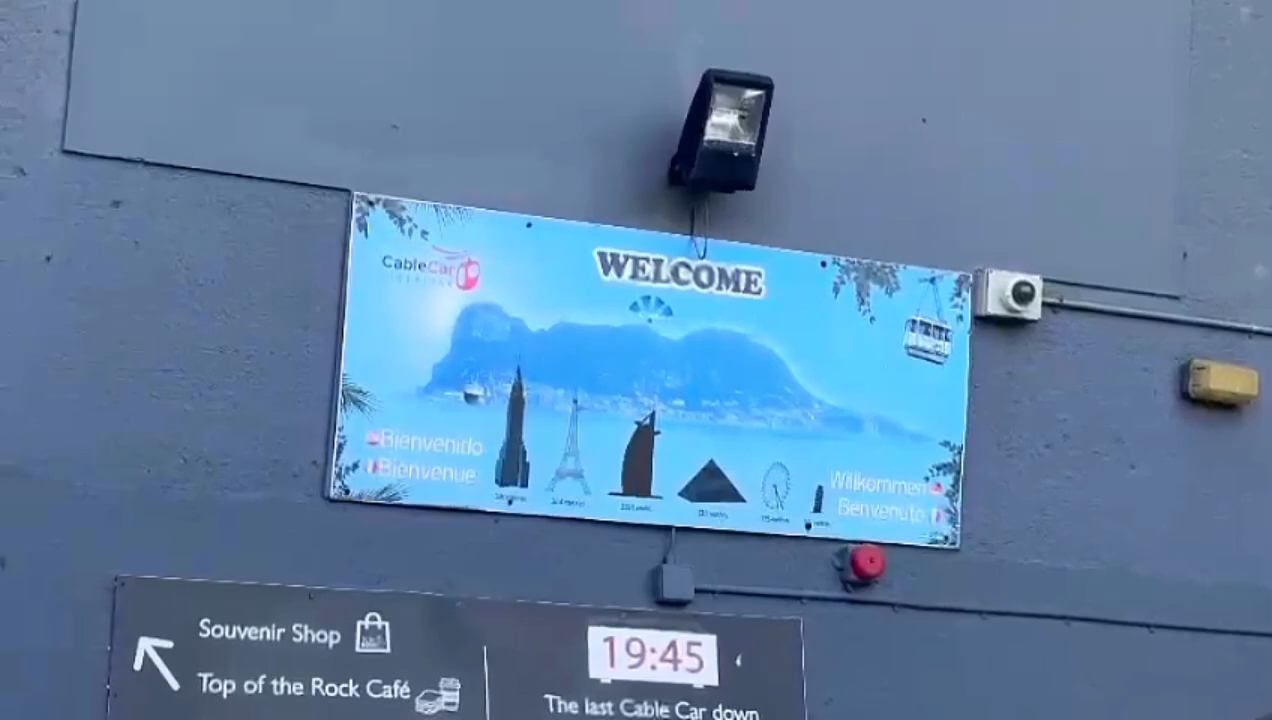 CableCar
WELCOME
Bienvenido
Bienvenue
Willkommen
Benvenuto
Souvenir Shop
Top of the Rock Café
19:45
The last Cable Car down